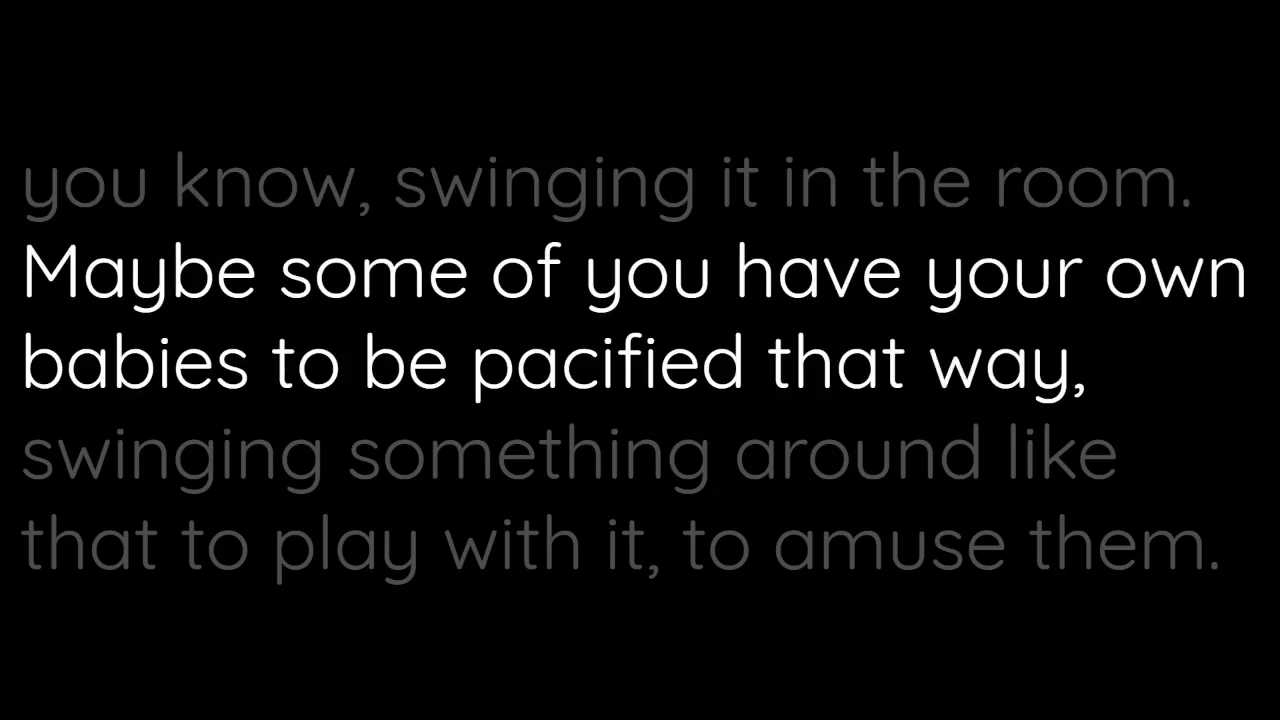 you know, swinging it in the room.
Maybe some of you have your own
babies to be pacified that way,
swinging something around like
that to play with it, to amuse them.